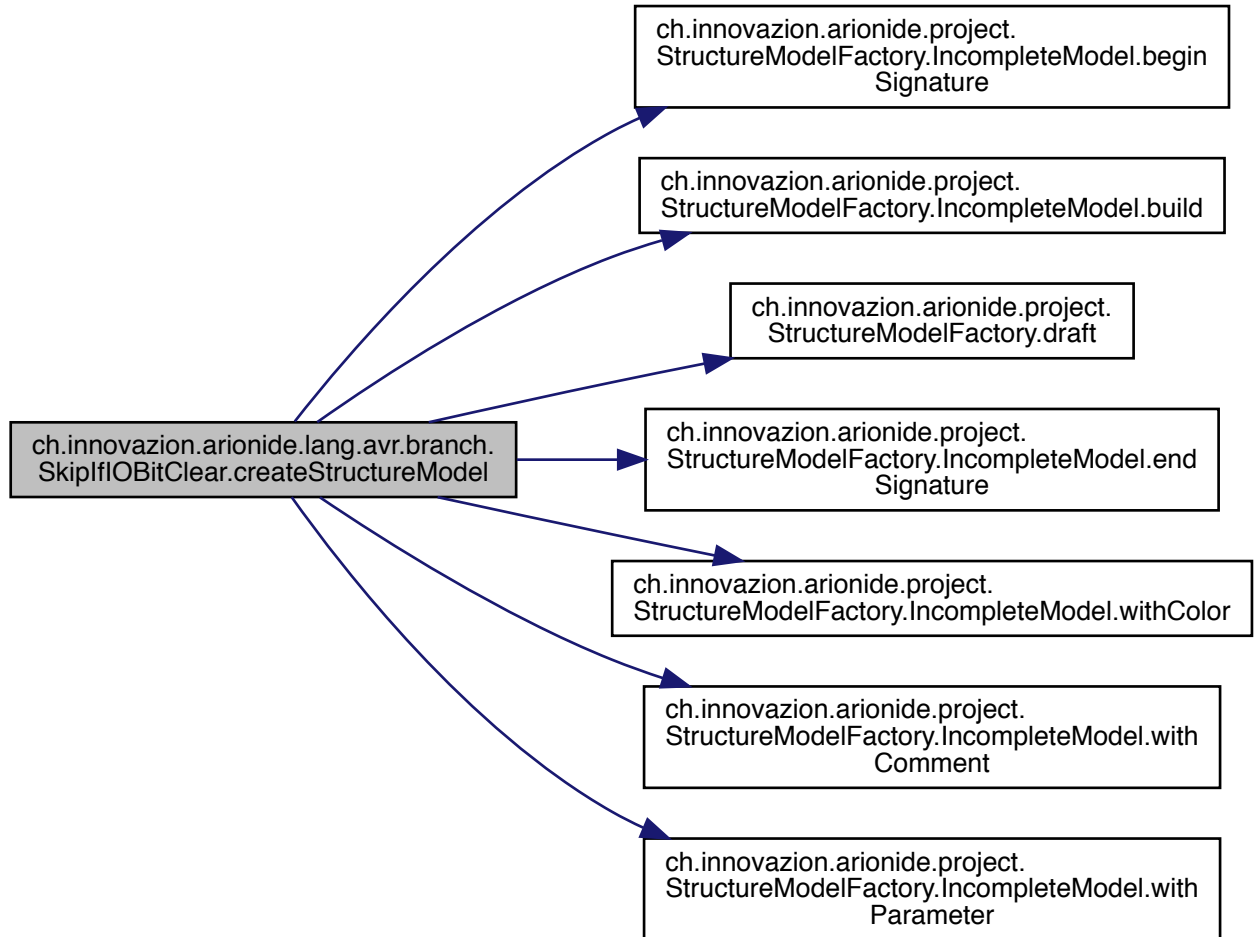 ch.innovazion.arionide.project.
StructureModelFactory.IncompleteModel.begin
Signature
ch.innovazion.arionide.project.
StructureModelFactory.IncompleteModel.build
ch.innovazion.arionide.project.
StructureModelFactory.draft
ch.innovazion.arionide.lang.avr.branch.
SkipIfIOBitClear.createStructureModel
ch.innovazion.arionide.project.
StructureModelFactory.IncompleteModel.end
Signature
ch.innovazion.arionide.project.
StructureModelFactory.IncompleteModel.withColor
ch.innovazion.arionide.project.
StructureModelFactory.IncompleteModel.with
Comment
ch.innovazion.arionide.project.
StructureModelFactory.IncompleteModel.with
Parameter